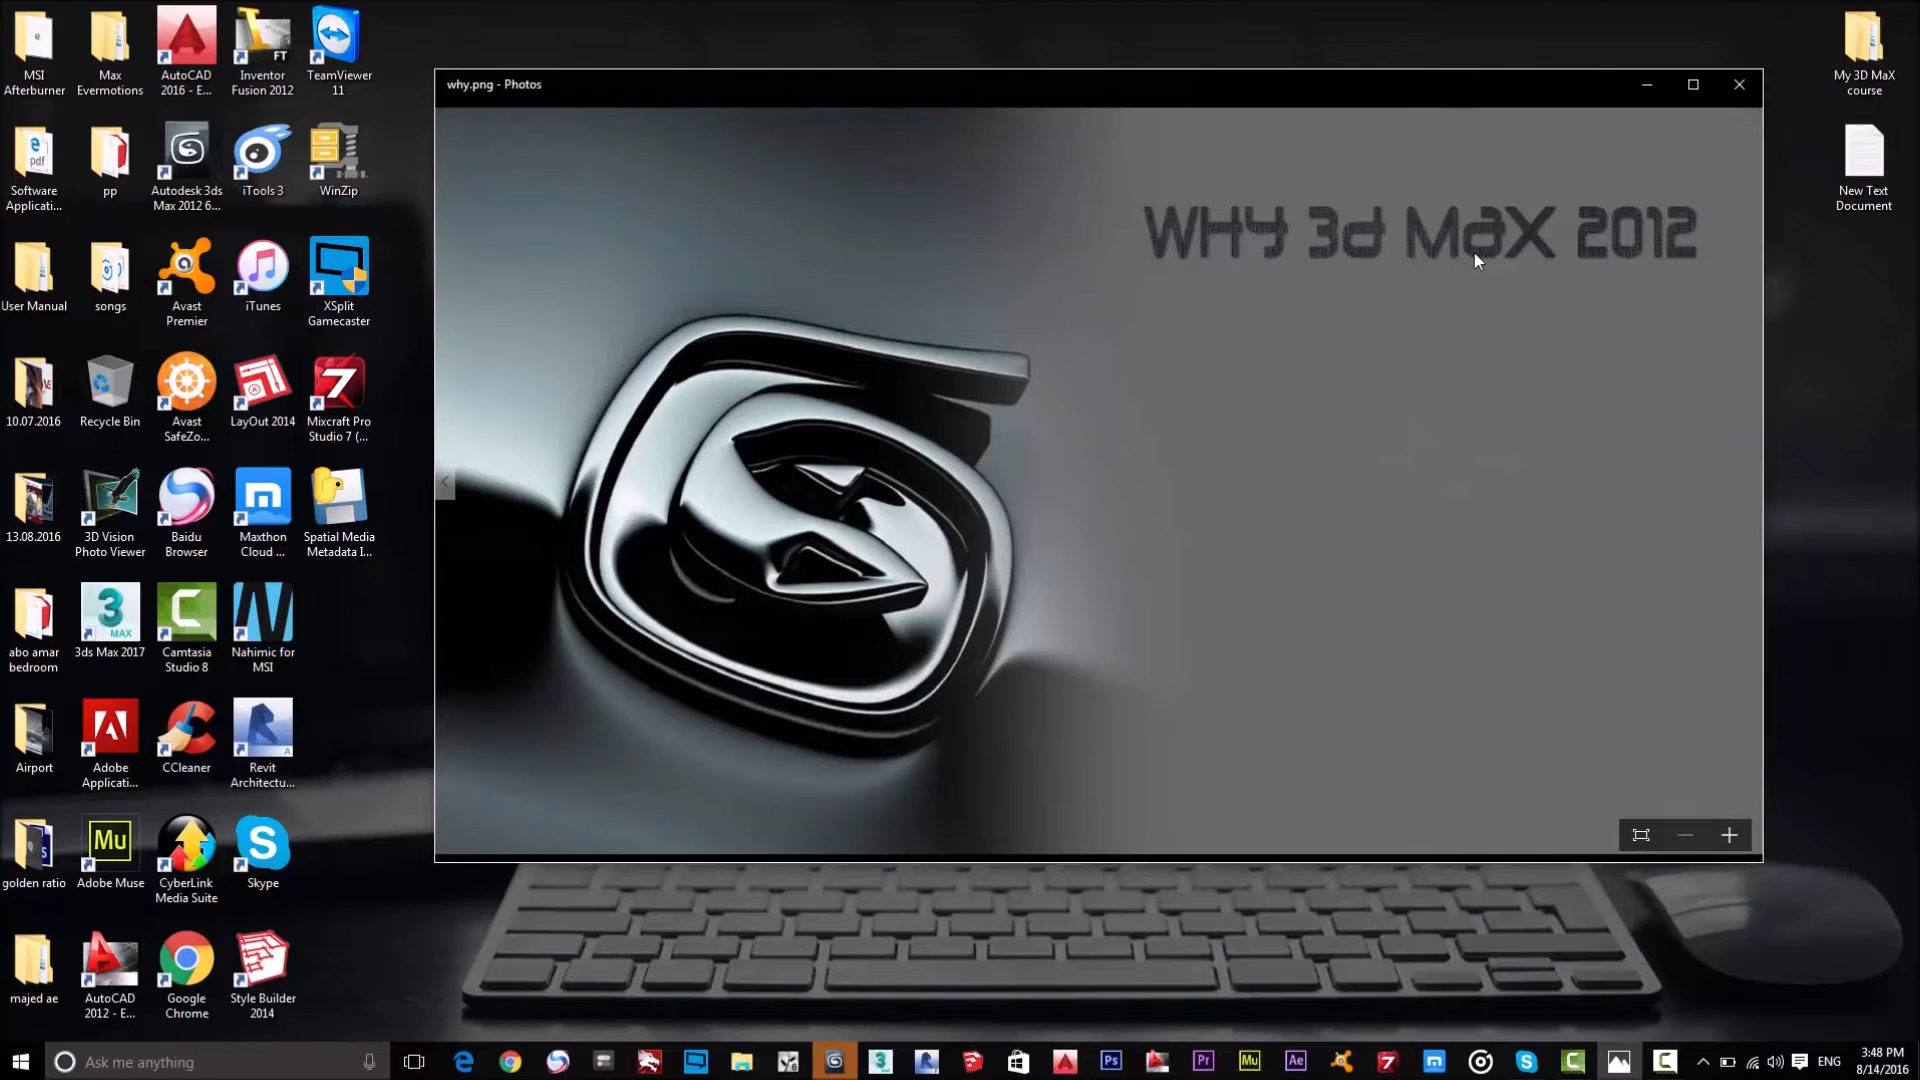 MSI
Afterburner
Max
Evermotions
AutoCAD
2016 - E...
Inventor
Fusion 2012
TeamViewer
11
Software
Applicati...
pp
Autodesk 3ds
Max 2012 6...
iTools 3
WinZip
User Manual
songs
Avast
Premier
iTunes
XSplit
Gamecaster
10.07.2016
Recycle Bin
Avast
SafeZo...
LayOut 2014
Mixcraft Pro
Studio 7 (...
13.08.2016
3D Vision
Photo Viewer
Baidu
Browser
Maxthon
Cloud ...
Spatial Media
Metadata I...
abo amar
bedroom
3ds Max 2017
Camtasia
Studio 8
Nahimic for
MSI
Airport
Adobe
Applicati...
CCleaner
Revit
Architectu...
golden ratio
Adobe Muse
CyberLink
Media Suite
Skype
majed ae
AutoCAD
2012 - E...
Google
Chrome
Style Builder
2014
why.png - Photos
WHY 3d MaX 2012
My 3D MaX
course
New Text
Document
Ask me anything
ENG
3:48 PM
8/14/2016